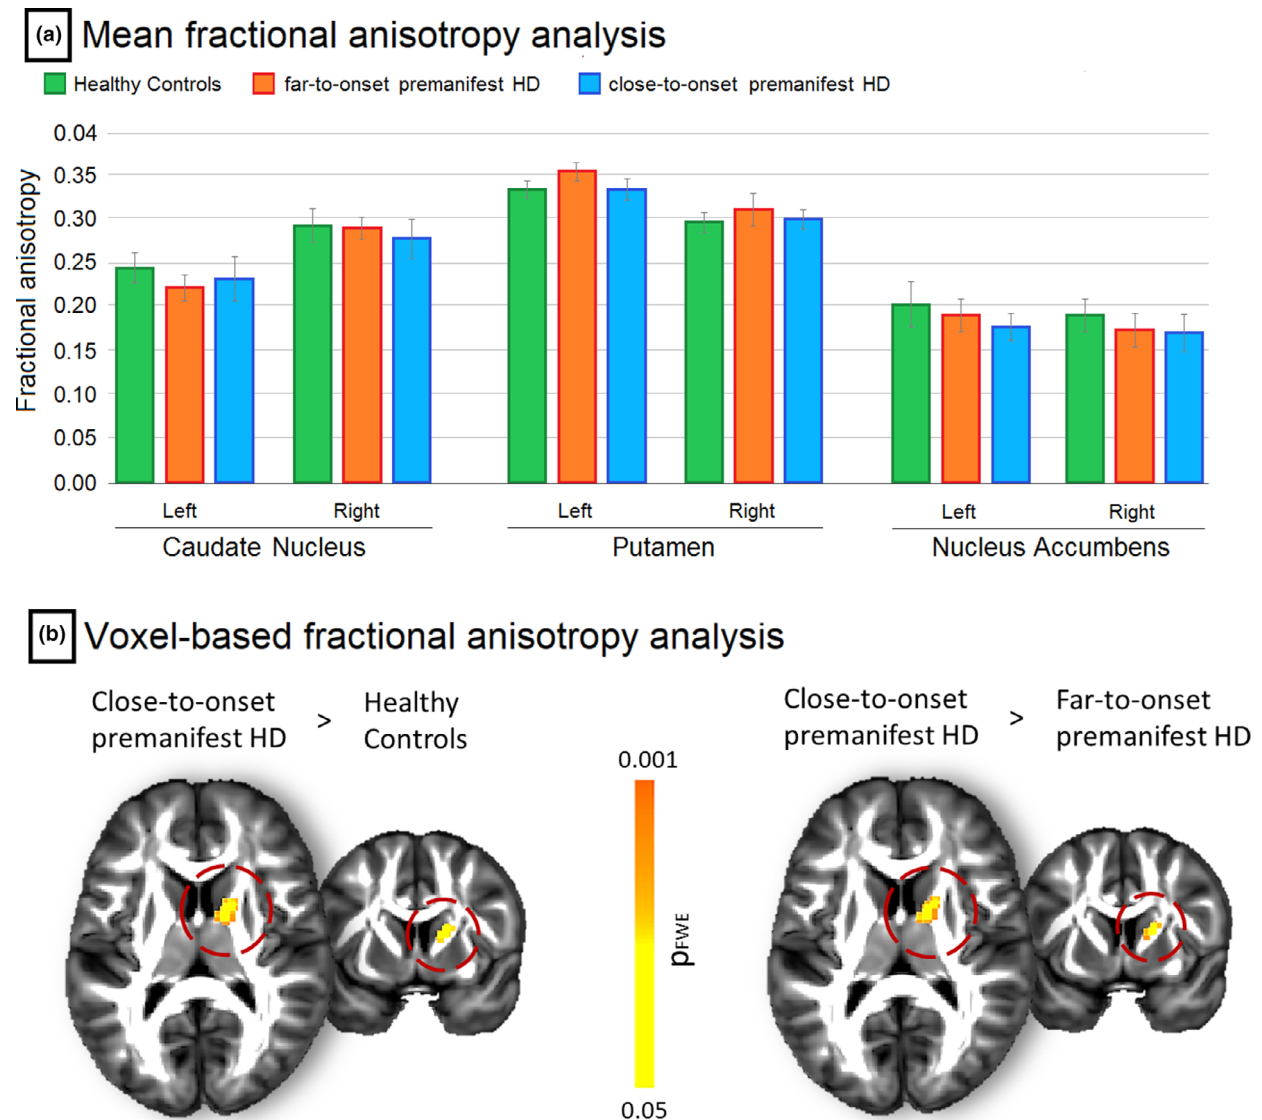 (a) Mean fractional anisotropy analysis
Healthy Controls far-to-onset premanifest HD close-to-onset premanifest HD
Fractional anisotropy
0.04
0.35
0.30
0.25
0.20
0.15
0.10
0.05
0.00
Left Right Left Right Left Right
Caudate Nucleus Putamen Nucleus Accumbens
(b) Voxel-based fractional anisotropy analysis
Close-to-onset
premanifest HD
>
Healthy
Controls
Close-to-onset
premanifest HD
>
Far-to-onset
premanifest HD
0.001
pFWE
0.05